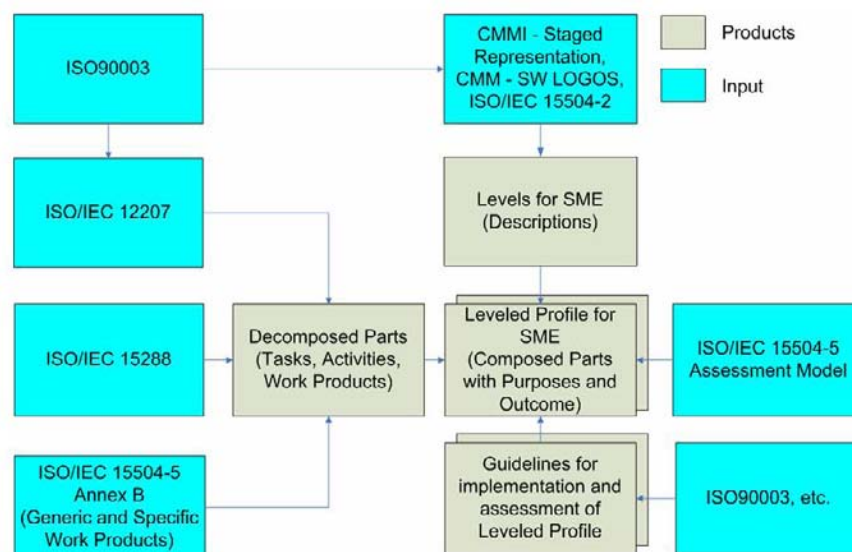 ISO90003
CMMI - Staged
Representation,
CMM - SW LOGOS,
ISO/IEC 15504-2
Products
Input
ISO/IEC 12207
Levels for SME
(Descriptions)
ISO/IEC 15288
Decomposed Parts
(Tasks, Activities,
Work Products)
Leveled Profile for
SME
(Composed Parts
with Purposes and
Outcome)
ISO/IEC 15504-5
Assessment Model
ISO/IEC 15504-5
Annex B
(Generic and Specific
Work Products)
Guidelines for
implementation and
assessment of
Leveled Profile
ISO90003, etc.